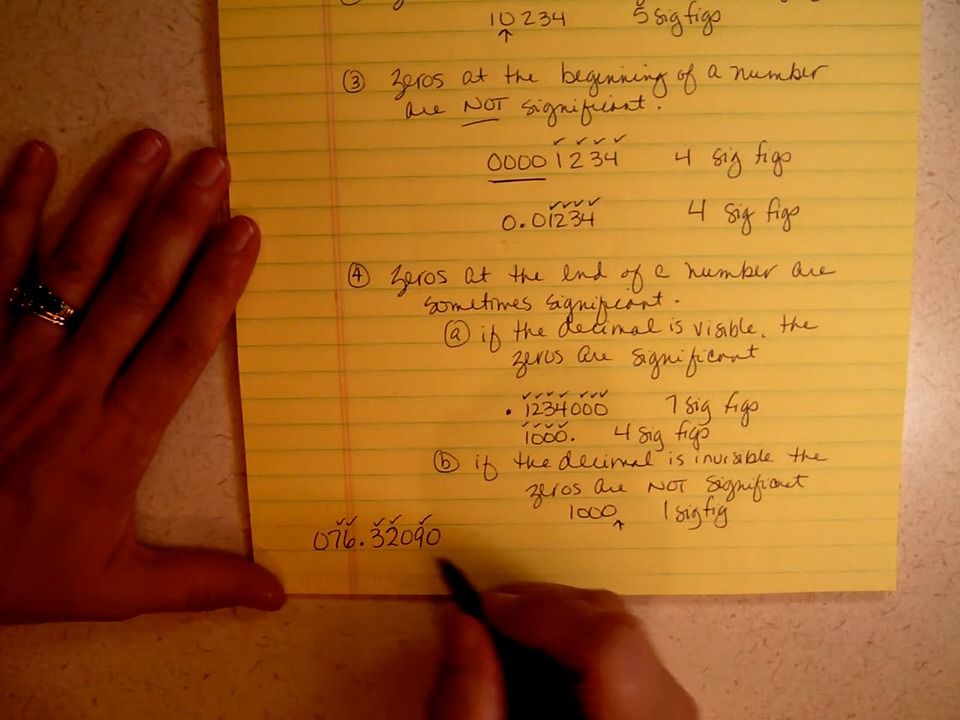 10234 5 sig figs
③ Zeros at the beginning of a number
are NOT significant.
00001234 4 sig figs
0.01234 4 sig figs
④ Zeros at the end of a number are
sometimes significant.
ⓐ if the decimal is visible, the
zeros are significant
.1234000 7 sig figs
1000. 4 sig figs
ⓑ if the decimal is invisible the
zeros are NOT significant
1000 1 sig fig
076.32090